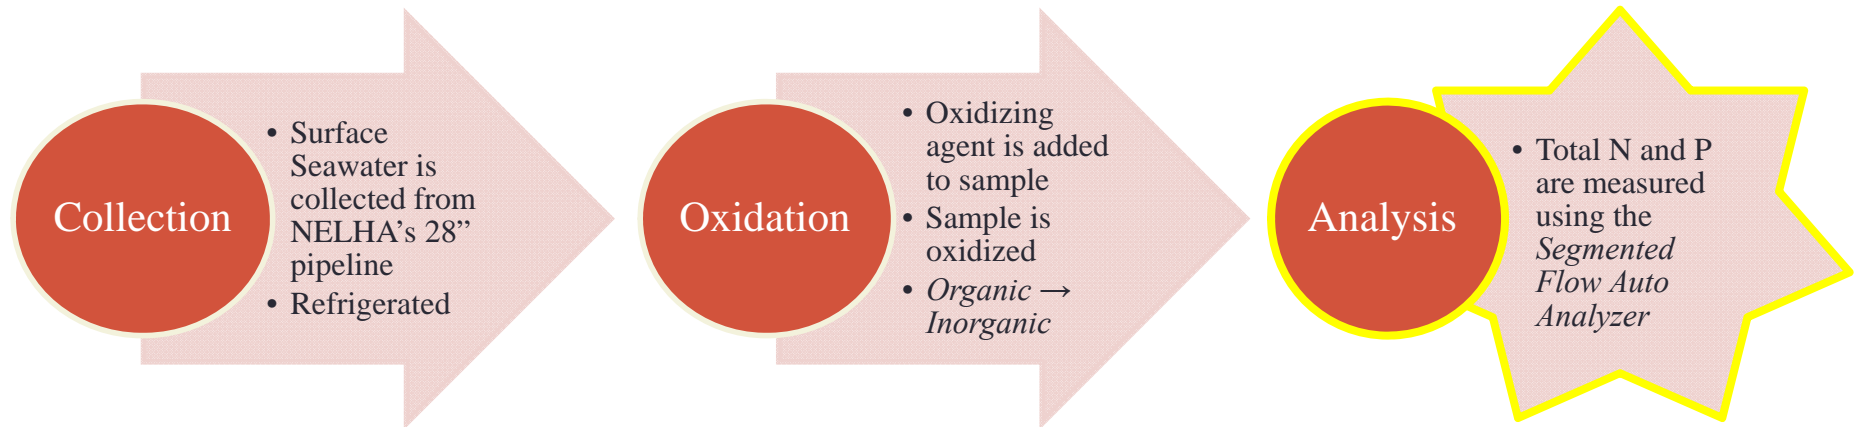 Collection
• Surface
Seawater is
collected from
NELHA’s 28”
pipeline
• Refrigerated
Oxidation
• Oxidizing
agent is added
to sample
• Sample is
oxidized
• Organic →
Inorganic
Analysis
• Total N and P
are measured
using the
Segmented
Flow Auto
Analyzer